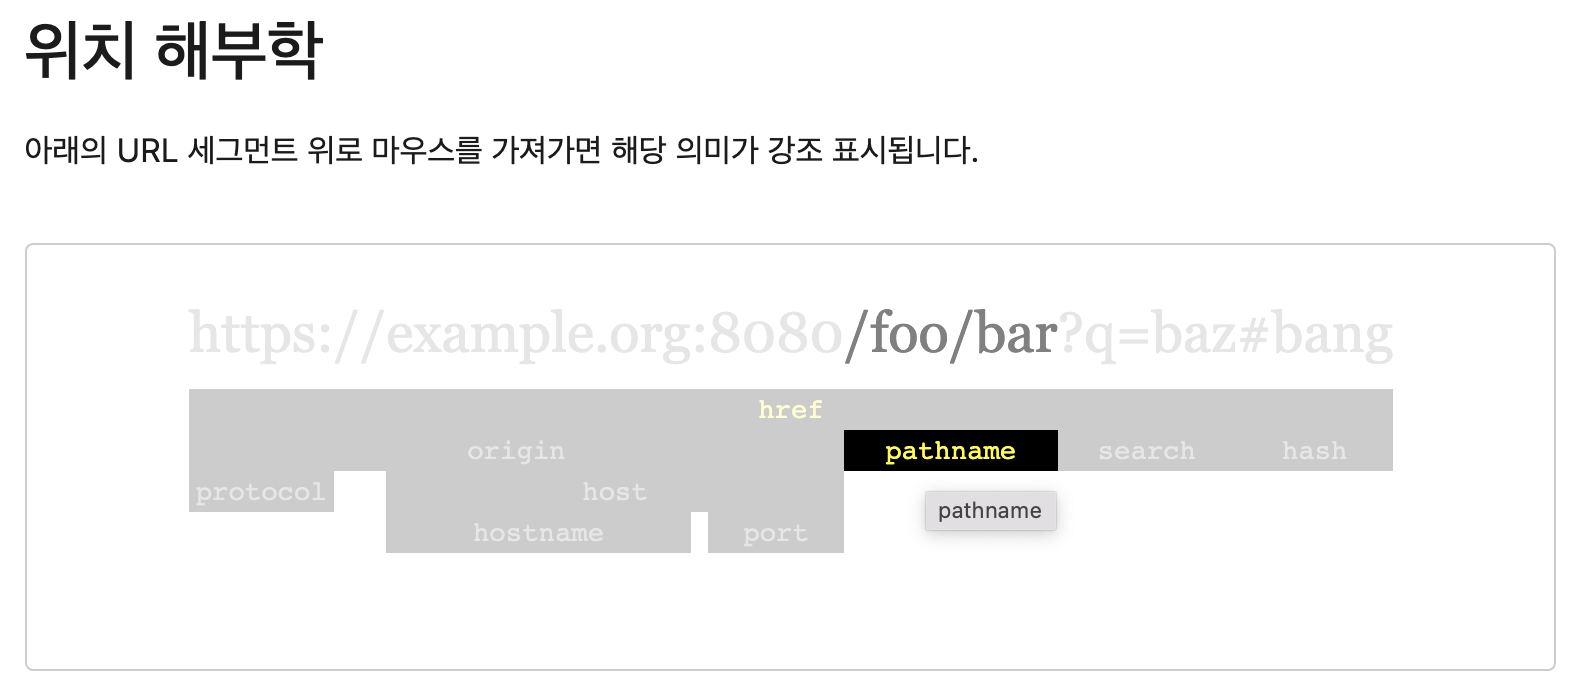 위치 해부학
아래의 URL 세그먼트 위로 마우스를 가져가면 해당 의미가 강조 표시됩니다.
https://example.org:8080/foo/bar?q=baz#bang
href
origin pathname search hash
protocol host
pathname
hostname port